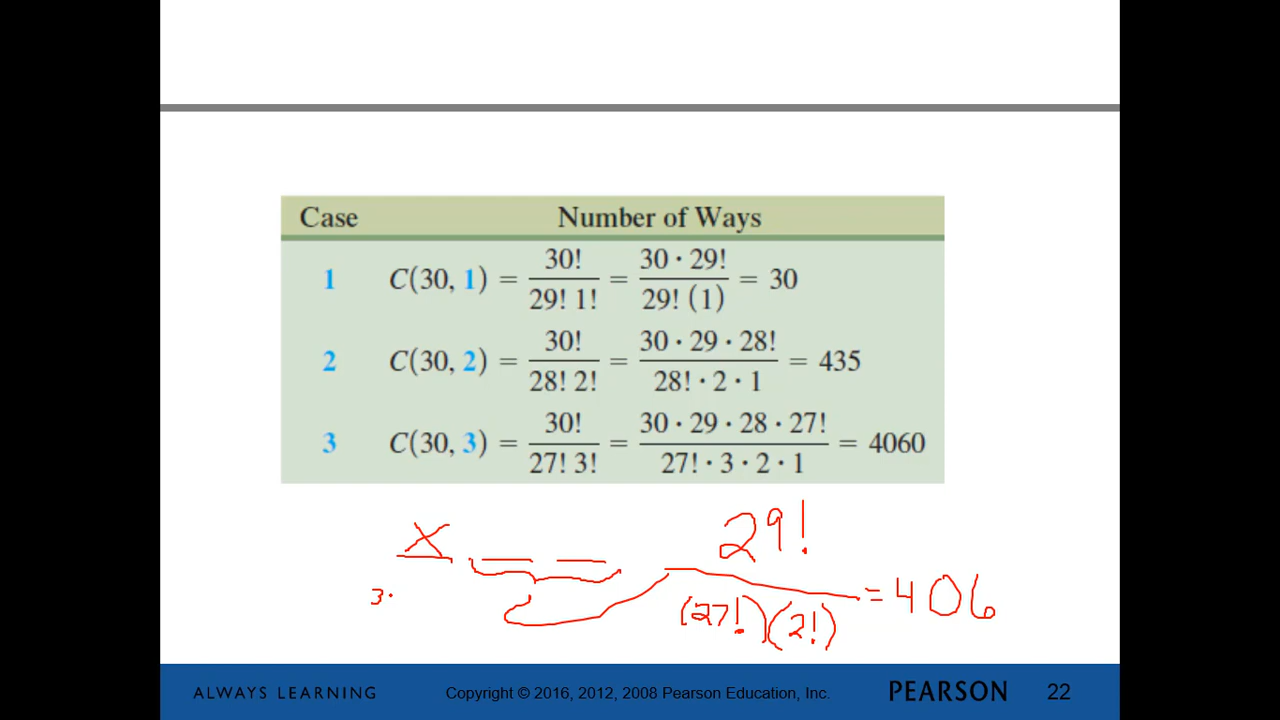 Case Number of Ways
1 C(30, 1) = 30! / 29! 1! = 30 · 29! / 29! (1) = 30
2 C(30, 2) = 30! / 28! 2! = 30 · 29 · 28! / 28! · 2 · 1 = 435
3 C(30, 3) = 30! / 27! 3! = 30 · 29 · 28 · 27! / 27! · 3 · 2 · 1 = 4060
X _ _ 29! / (27!)(2!) = 406
3·
ALWAYS LEARNING Copyright © 2016, 2012, 2008 Pearson Education, Inc. PEARSON 22